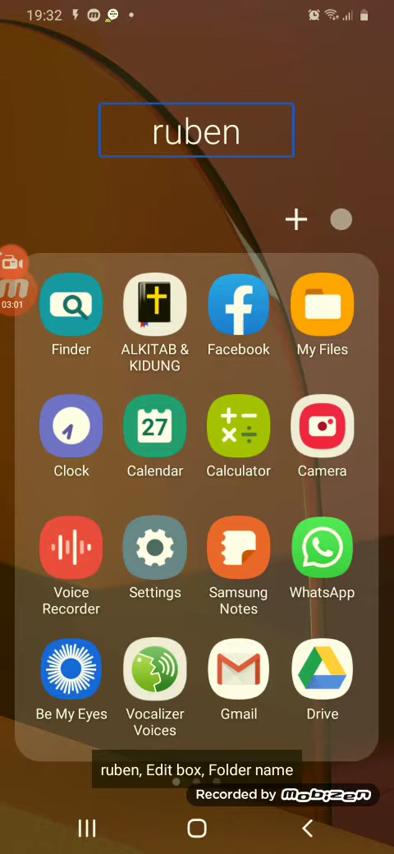 19:32
ruben
03:01
Finder
ALKITAB &
KIDUNG
Facebook
My Files
Clock
27
Calendar
Calculator
Camera
Voice
Recorder
Settings
Samsung
Notes
WhatsApp
Be My Eyes
Vocalizer
Voices
Gmail
Drive
ruben, Edit box, Folder name
Recorded by mobizen